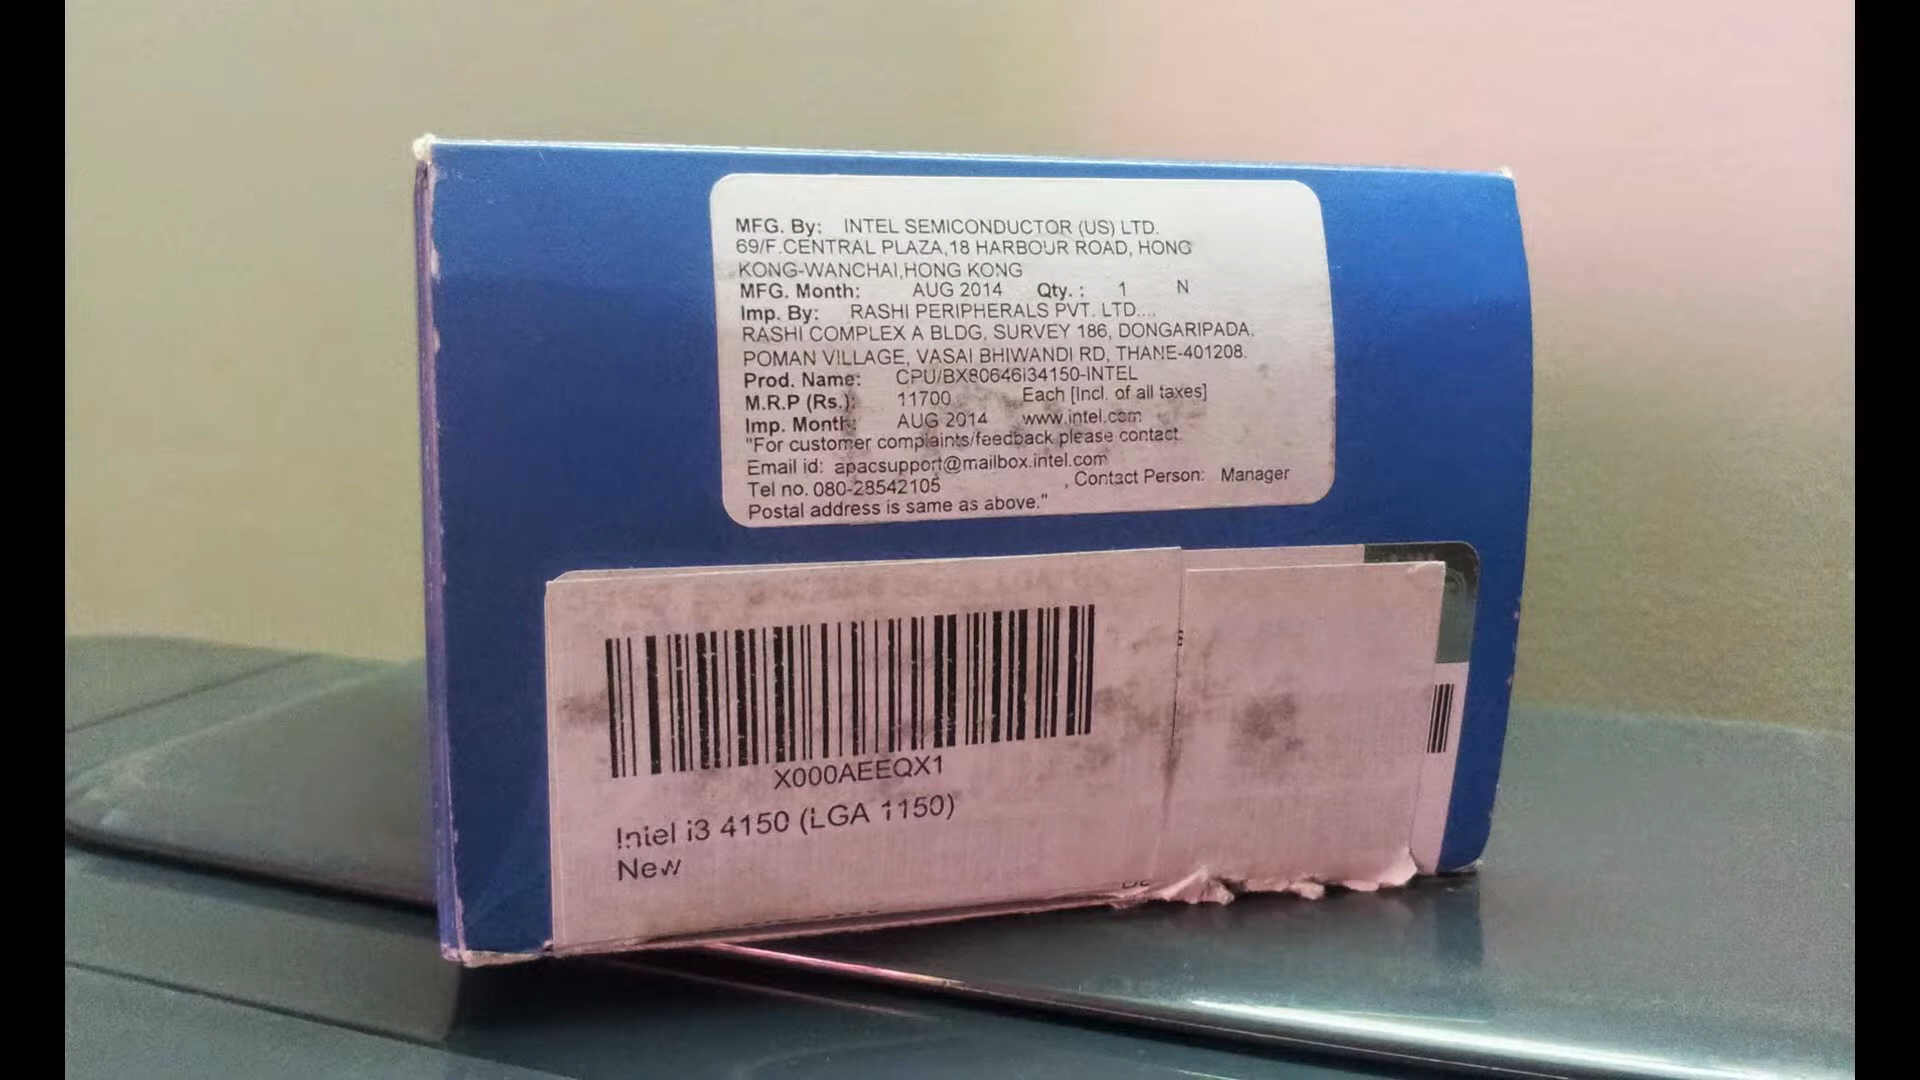 MFG. By: INTEL SEMICONDUCTOR (US) LTD.
69/F.CENTRAL PLAZA,18 HARBOUR ROAD, HONG
KONG-WANCHAI,HONG KONG
MFG. Month: AUG 2014 Qty. : 1 N
Imp. By: RASHI PERIPHERALS PVT. LTD....
RASHI COMPLEX A BLDG, SURVEY 186, DONGARIPADA,
POMAN VILLAGE, VASAI BHIWANDI RD, THANE-401208.
Prod. Name: CPU/BX80646i34150-INTEL
M.R.P (Rs.): 11700 Each [Incl. of all taxes]
Imp. Month: AUG 2014 www.intel.com
"For customer complaints/feedback please contact
Email id: apacsupport@mailbox.intel.com
Tel no. 080-28542105 , Contact Person: Manager
Postal address is same as above."
X000AEEQX1
Intel i3 4150 (LGA 1150)
New